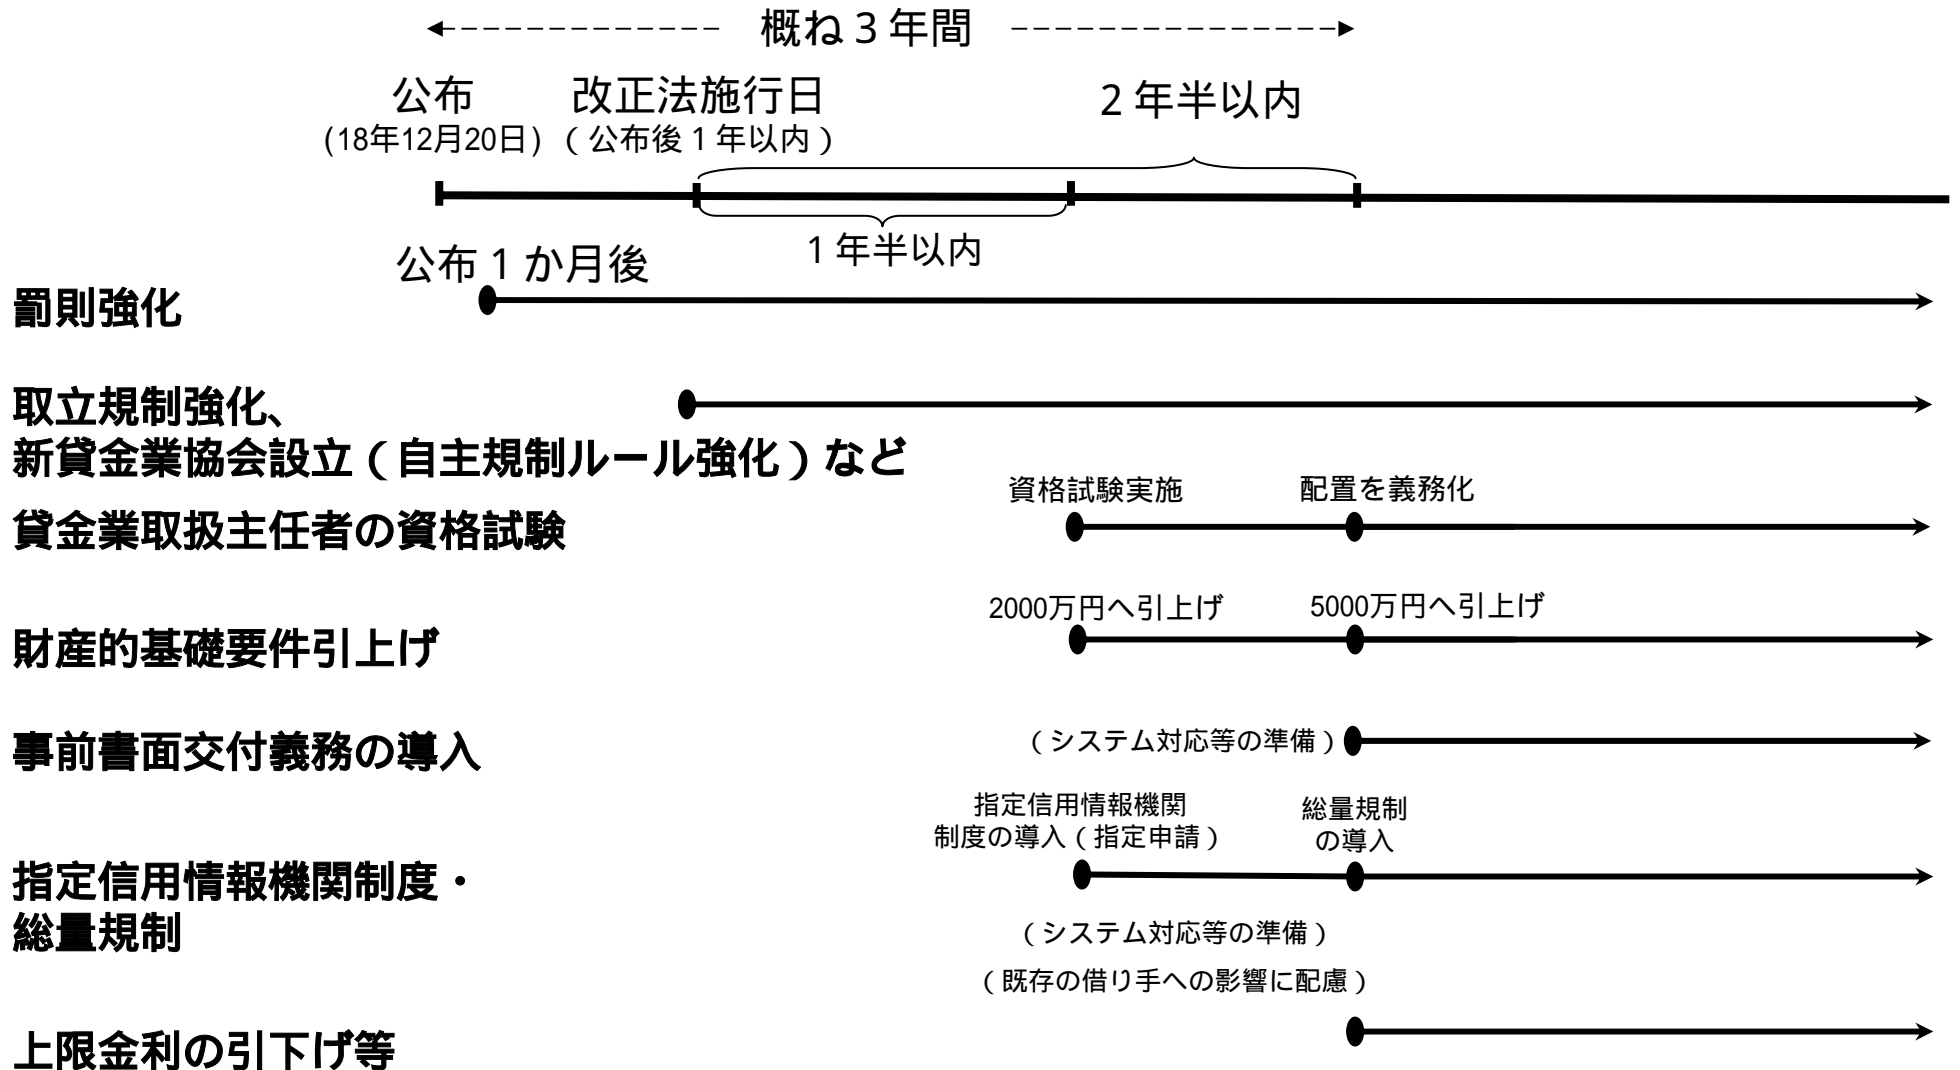 概ね３年間
公布 改正法施行日 ２年半以内
(18年12月20日) （公布後１年以内）
１年半以内
公布１か月後
罰則強化
取立規制強化、
新貸金業協会設立（自主規制ルール強化）など
資格試験実施 配置を義務化
貸金業取扱主任者の資格試験
2000万円へ引上げ 5000万円へ引上げ
財産的基礎要件引上げ
事前書面交付義務の導入 （システム対応等の準備）
指定信用情報機関 総量規制
制度の導入（指定申請） の導入
指定信用情報機関制度・
総量規制
（システム対応等の準備）
（既存の借り手への影響に配慮）
上限金利の引下げ等